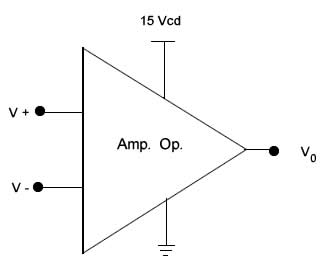 15 Vcd
V +
Amp. Op.
V₀
V -